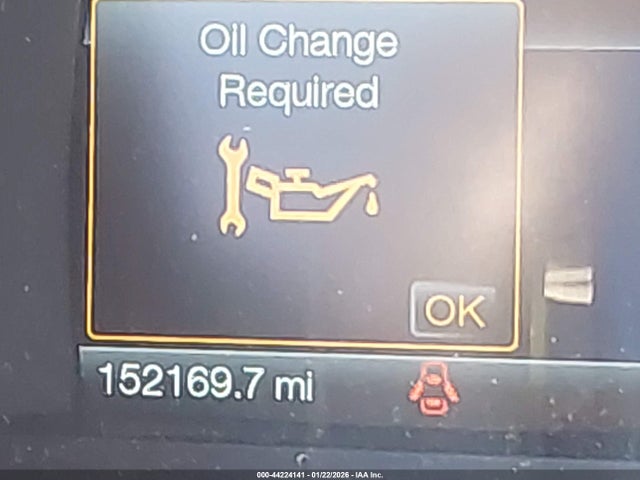 Oil Change
Required
OK
152169.7 mi
000-44224141 - 01/22/2026 - IAA Inc.